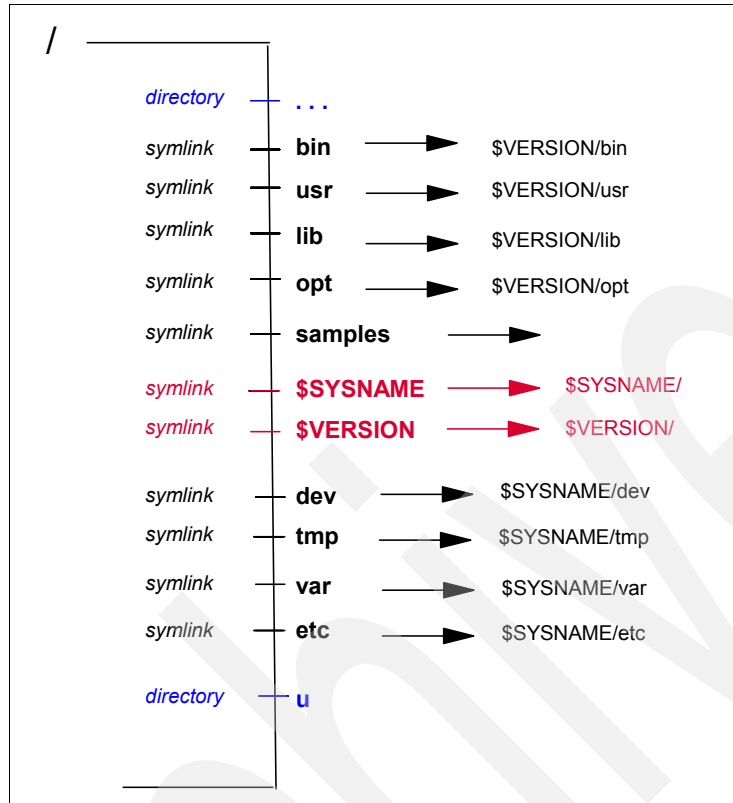 /
directory . . .
symlink bin $VERSION/bin
symlink usr $VERSION/usr
symlink lib $VERSION/lib
symlink opt $VERSION/opt
symlink samples
symlink $SYSNAME $SYSNAME/
symlink $VERSION $VERSION/
symlink dev $SYSNAME/dev
symlink tmp $SYSNAME/tmp
symlink var $SYSNAME/var
symlink etc $SYSNAME/etc
directory u